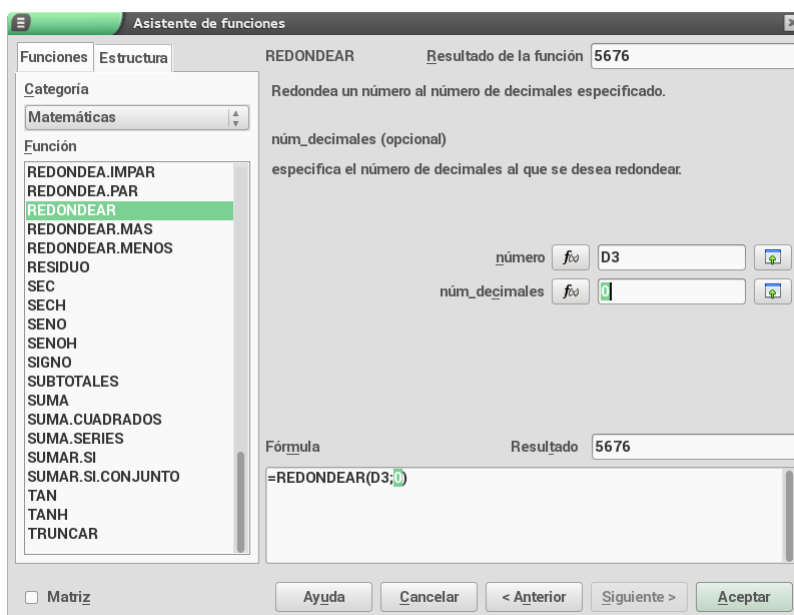 Asistente de funciones
Funciones Estructura
Categoría
Matemáticas
Función
REDONDEA.IMPAR
REDONDEA.PAR
REDONDEAR
REDONDEAR.MAS
REDONDEAR.MENOS
RESIDUO
SEC
SECH
SENO
SENOH
SIGNO
SUBTOTALES
SUMA
SUMA.CUADRADOS
SUMA.SERIES
SUMAR.SI
SUMAR.SI.CONJUNTO
TAN
TANH
TRUNCAR
REDONDEAR Resultado de la función 5676
Redondea un número al número de decimales especificado.
núm_decimales (opcional)
especifica el número de decimales al que se desea redondear.
número f(x) D3
núm_decimales f(x) 0
Fórmula Resultado 5676
=REDONDEAR(D3;0)
Matriz Ayuda Cancelar < Anterior Siguiente > Aceptar